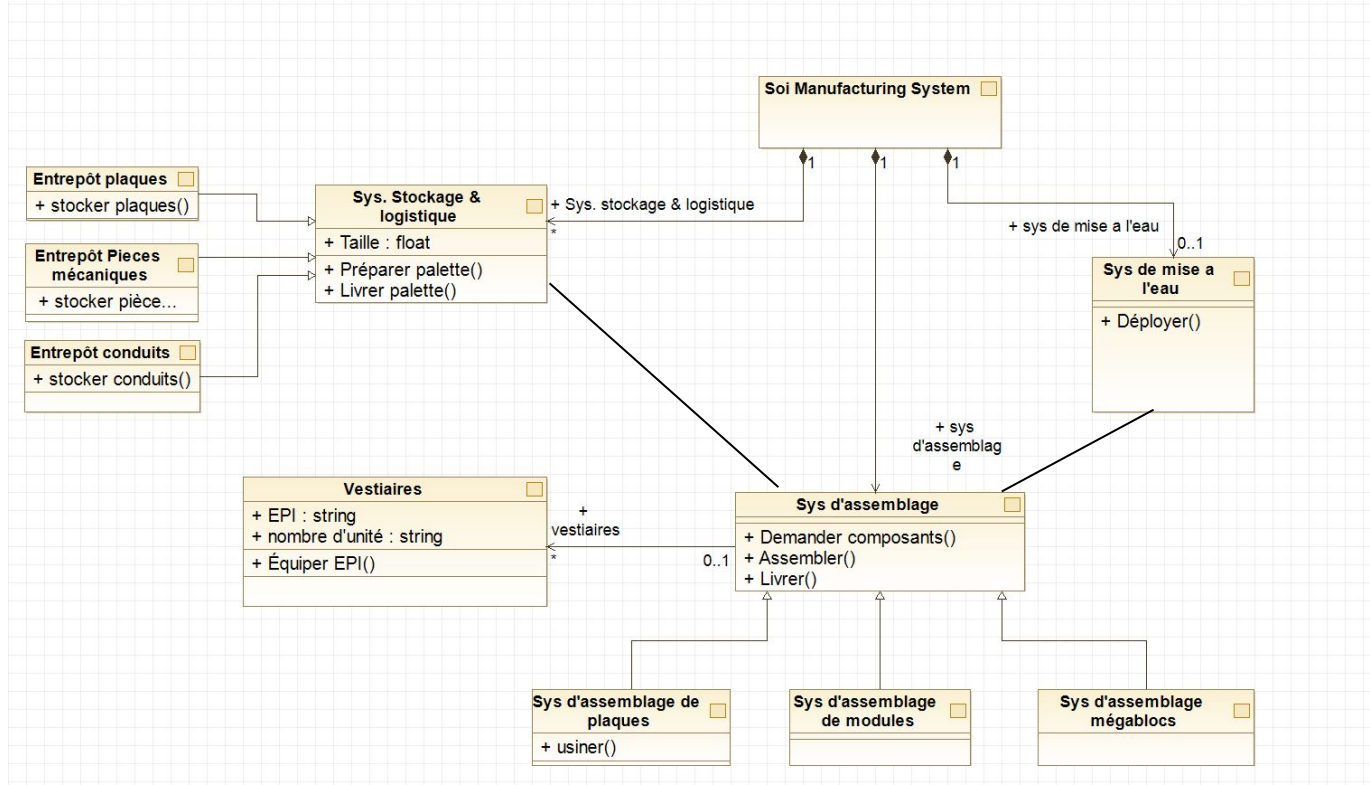 Soi Manufacturing System
1
1
1
Entrepôt plaques
+ stocker plaques()
Sys. Stockage &
logistique
+ Taille : float
+ Préparer palette()
+ Livrer palette()
+ Sys. stockage & logistique
*
+ sys de mise a l'eau
0..1
Entrepôt Pieces
mécaniques
+ stocker pièce...
Sys de mise a
l'eau
+ Déployer()
Entrepôt conduits
+ stocker conduits()
+ sys
d'assemblag
e
Vestiaires
+ EPI : string
+ nombre d'unité : string
+ Équiper EPI()
+
vestiaires
*
0..1
Sys d'assemblage
+ Demander composants()
+ Assembler()
+ Livrer()
Sys d'assemblage de
plaques
+ usiner()
Sys d'assemblage
de modules
Sys d'assemblage
mégablocs